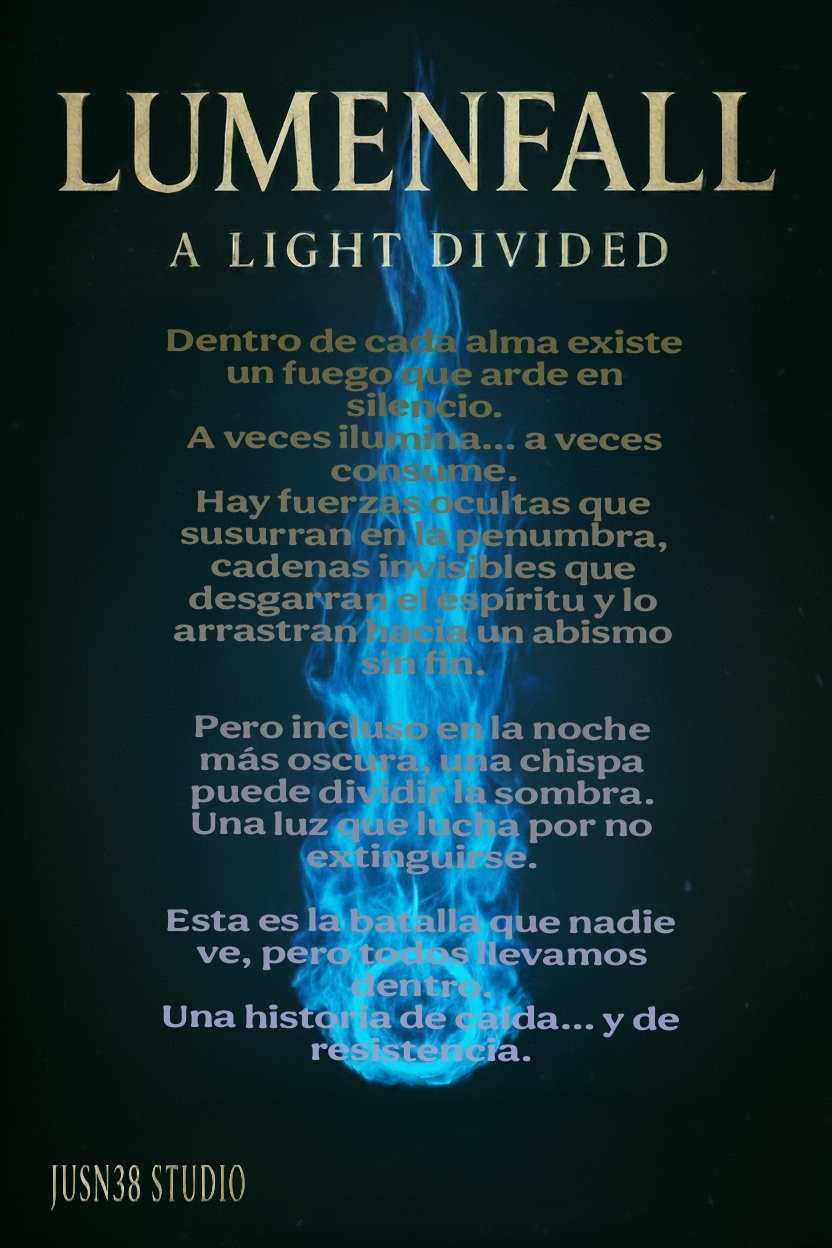 LUMENFALL
A LIGHT DIVIDED
Dentro de cada alma existe
un fuego que arde en
silencio.
A veces ilumina... a veces
consume.
Hay fuerzas ocultas que
susurran en la penumbra,
cadenas invisibles que
desgarran el espíritu y lo
arrastran hacia un abismo
sin fin.
Pero incluso en la noche
más oscura, una chispa
puede dividir la sombra.
Una luz que lucha por no
extinguirse.
Esta es la batalla que nadie
ve, pero todos llevamos
dentro.
Una historia de caída... y de
resistencia.
JUSN38 STUDIO